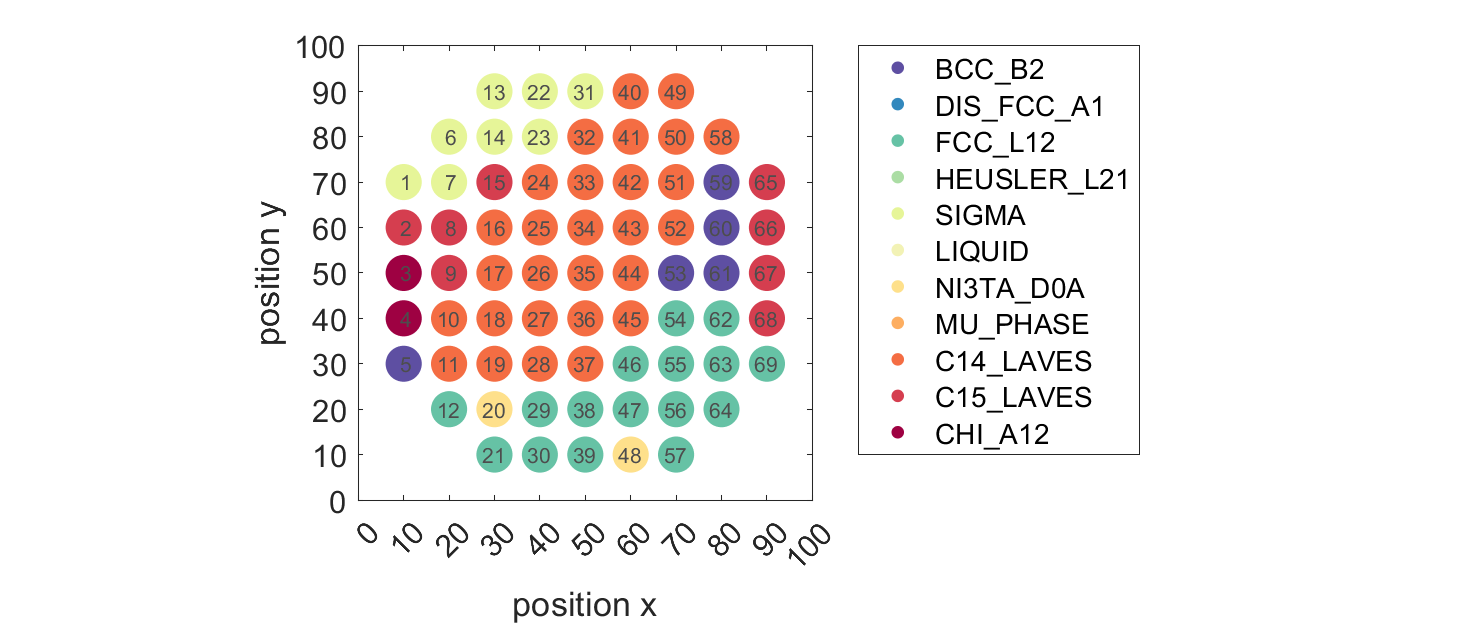 100
90
80
70
60
50
40
30
20
10
0
position y
13 22 31 40 49
6 14 23 32 41 50 58
1 7 15 24 33 42 51 59 65
2 8 16 25 34 43 52 60 66
3 9 17 26 35 44 53 61 67
4 10 18 27 36 45 54 62 68
5 11 19 28 37 46 55 63 69
12 20 29 38 47 56 64
21 30 39 48 57
0 10 20 30 40 50 60 70 80 90 100
position x
BCC_B2
DIS_FCC_A1
FCC_L12
HEUSLER_L21
SIGMA
LIQUID
NI3TA_D0A
MU_PHASE
C14_LAVES
C15_LAVES
CHI_A12